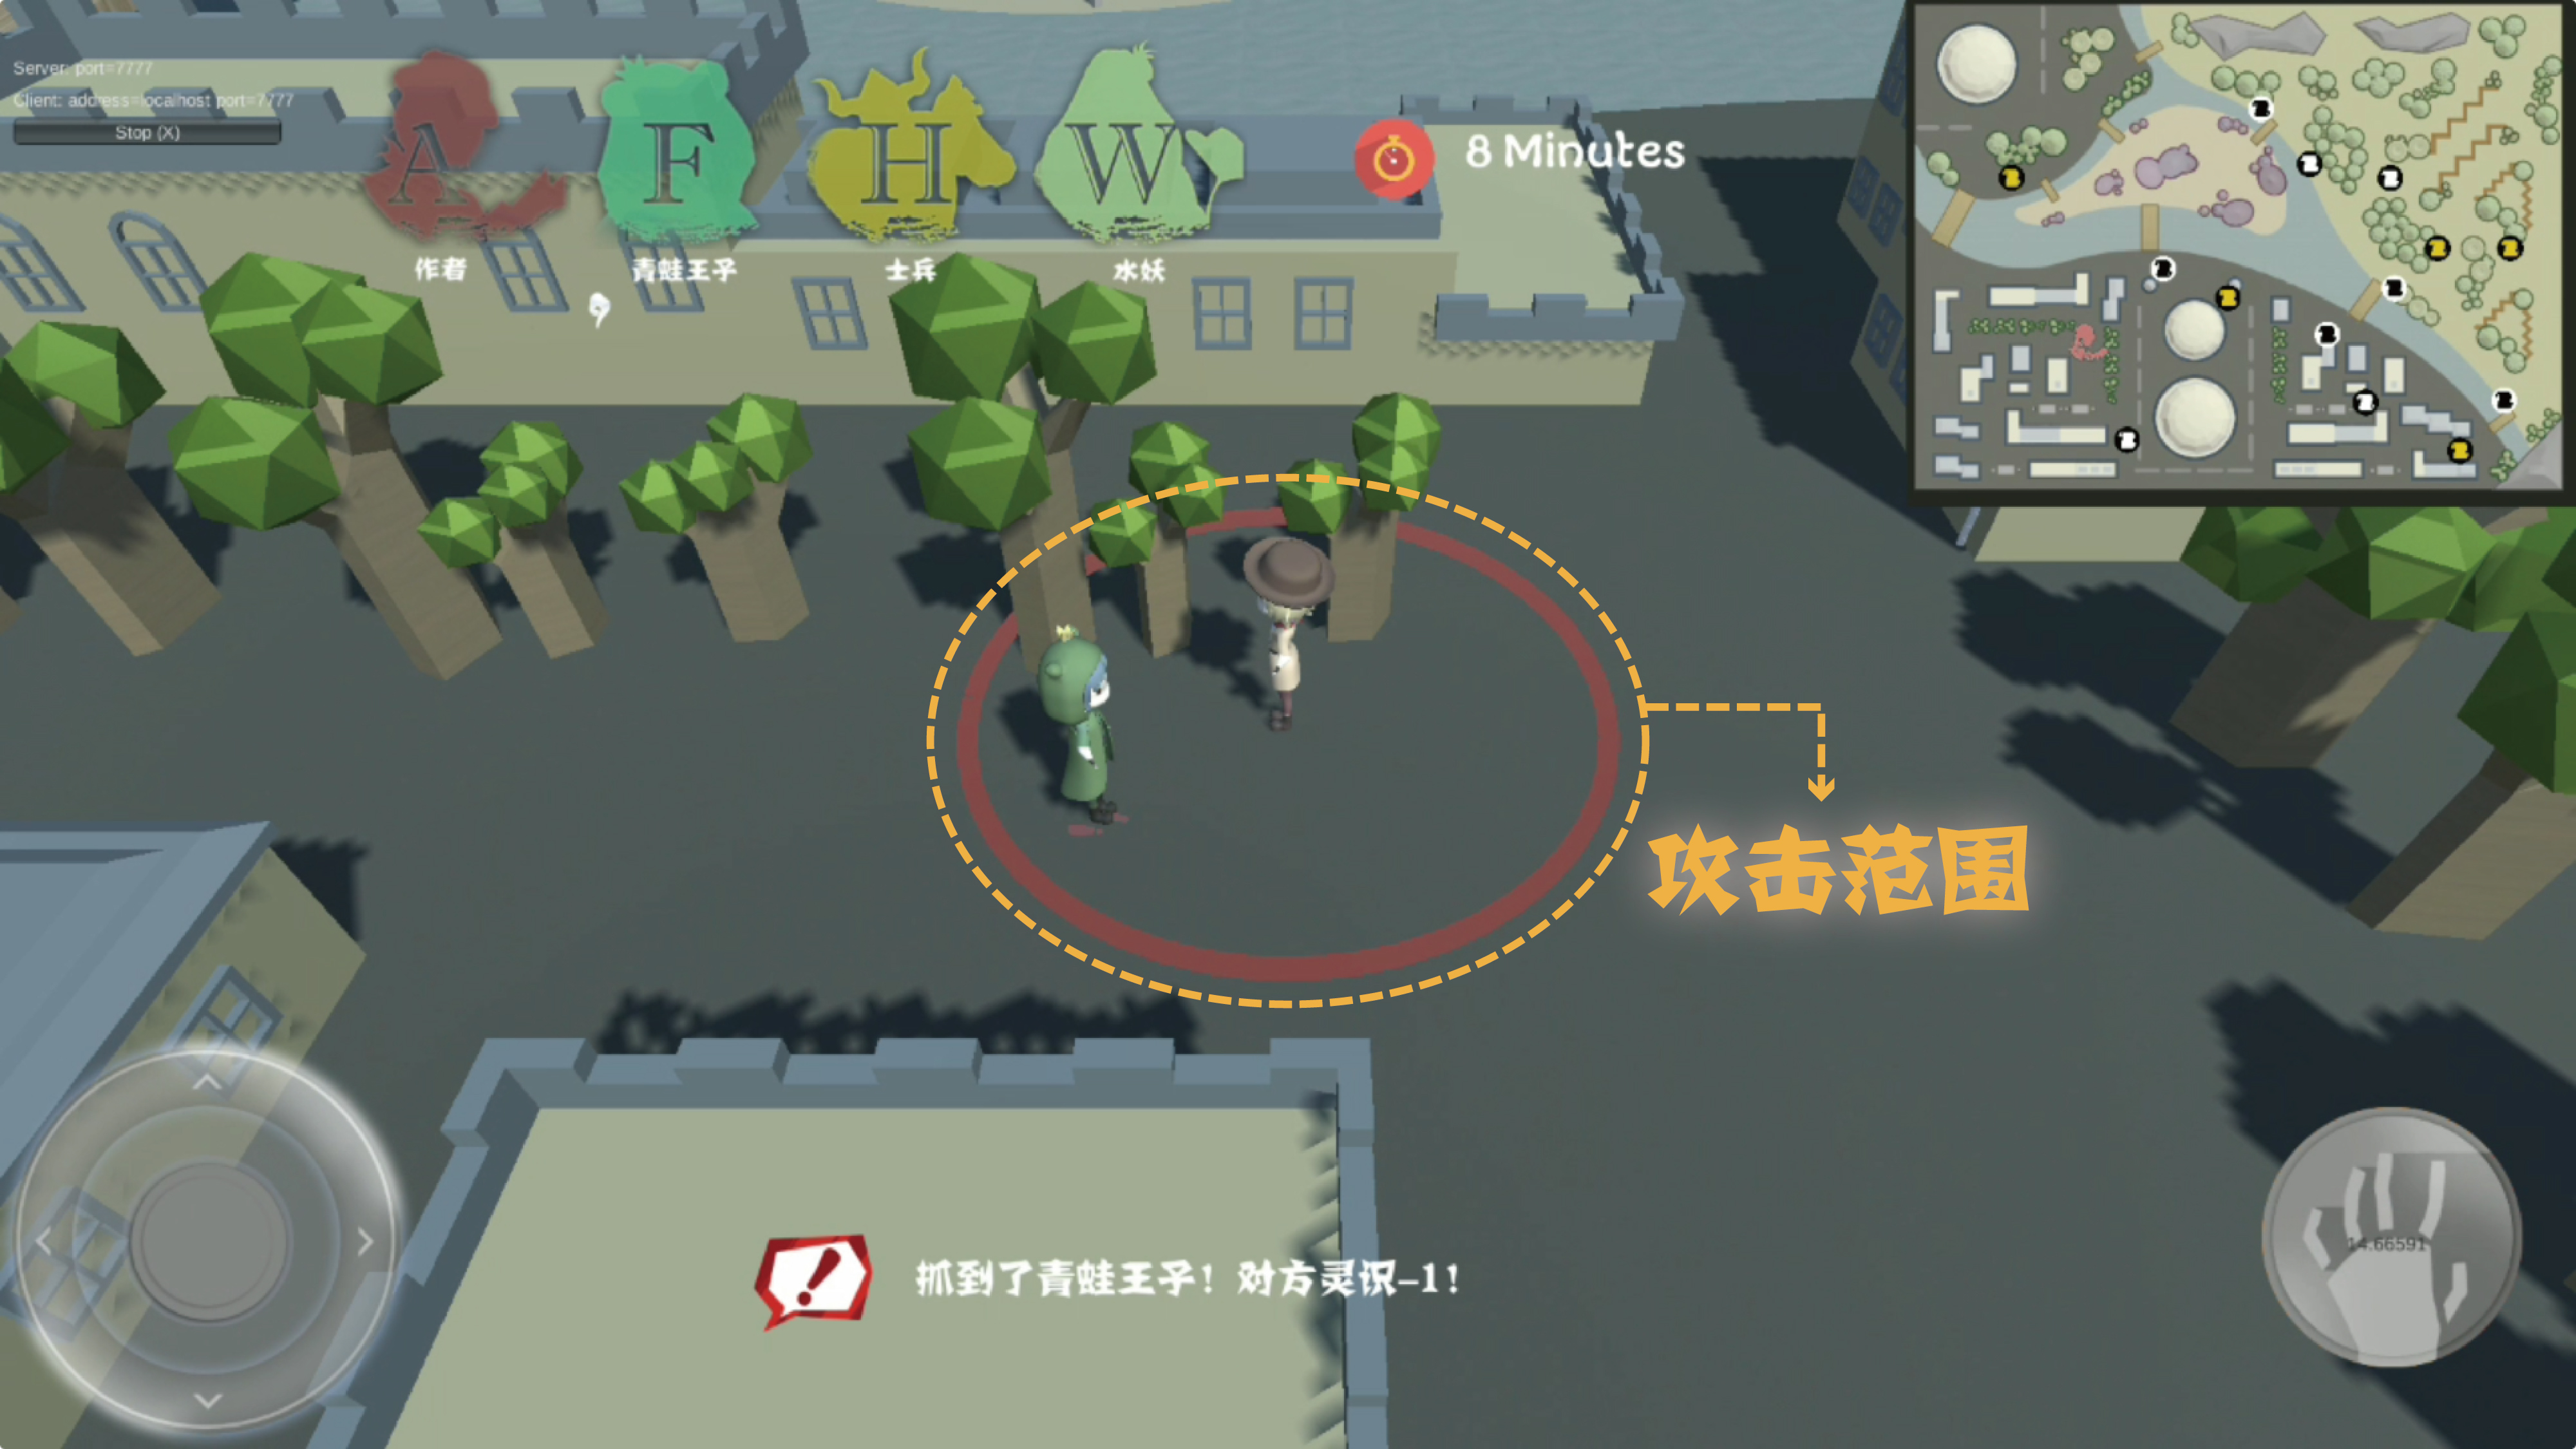 Server: port=7777
Client: address=localhost port=7777
Stop (X)
A
F
H
W
8 Minutes
作者
青蛙王子
士兵
水妖
攻击范围
抓到了青蛙王子！对方灵识-1！
14.66591